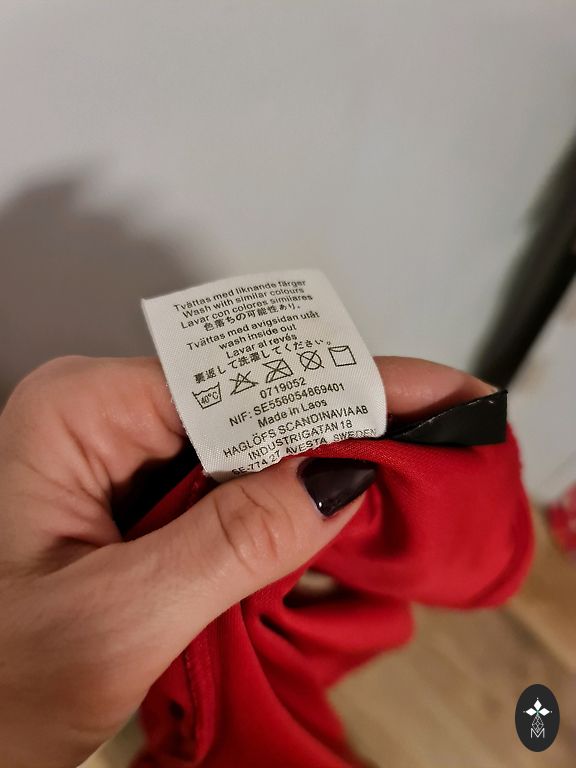 Tvättas med liknande färger
Wash with similar colours
Lavar con colores similares
色落ちの可能性あり。
Tvättas med avigsidan utåt
wash inside out
Lavar al revés
裏返して洗濯してください。
40°C
0719052
NIF: SE556054869401
Made in Laos
HAGLÖFS SCANDINAVIA AB
INDUSTRIGATAN 18
SE-774 27 AVESTA, SWEDEN
M